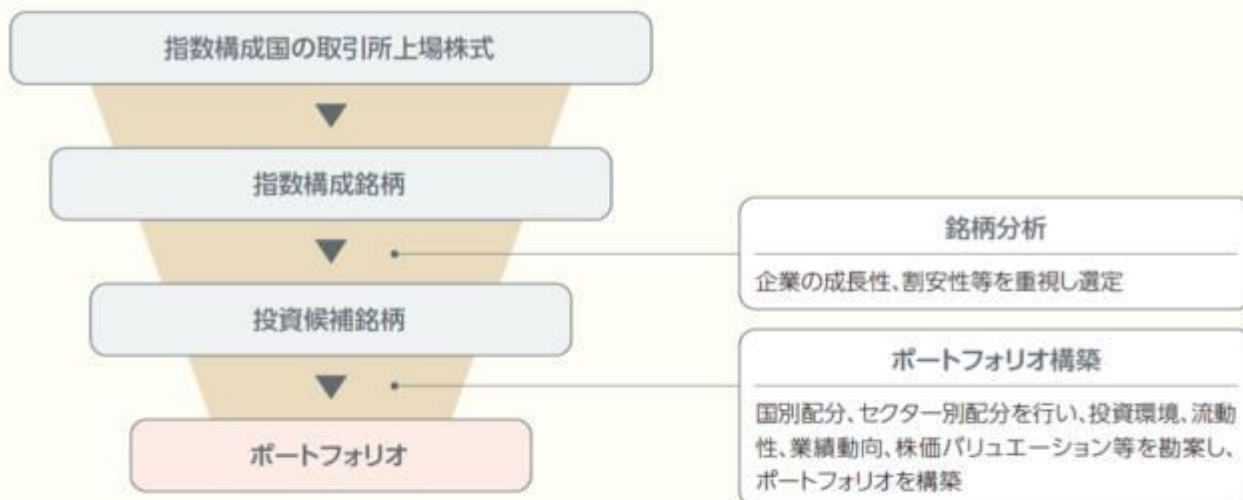 指数構成国の取引所上場株式
▼
指数構成銘柄
▼
投資候補銘柄
▼
ポートフォリオ
銘柄分析
企業の成長性、割安性等を重視し選定
ポートフォリオ構築
国別配分、セクター別配分を行い、投資環境、流動
性、業績動向、株価バリュエーション等を勘案し、
ポートフォリオを構築